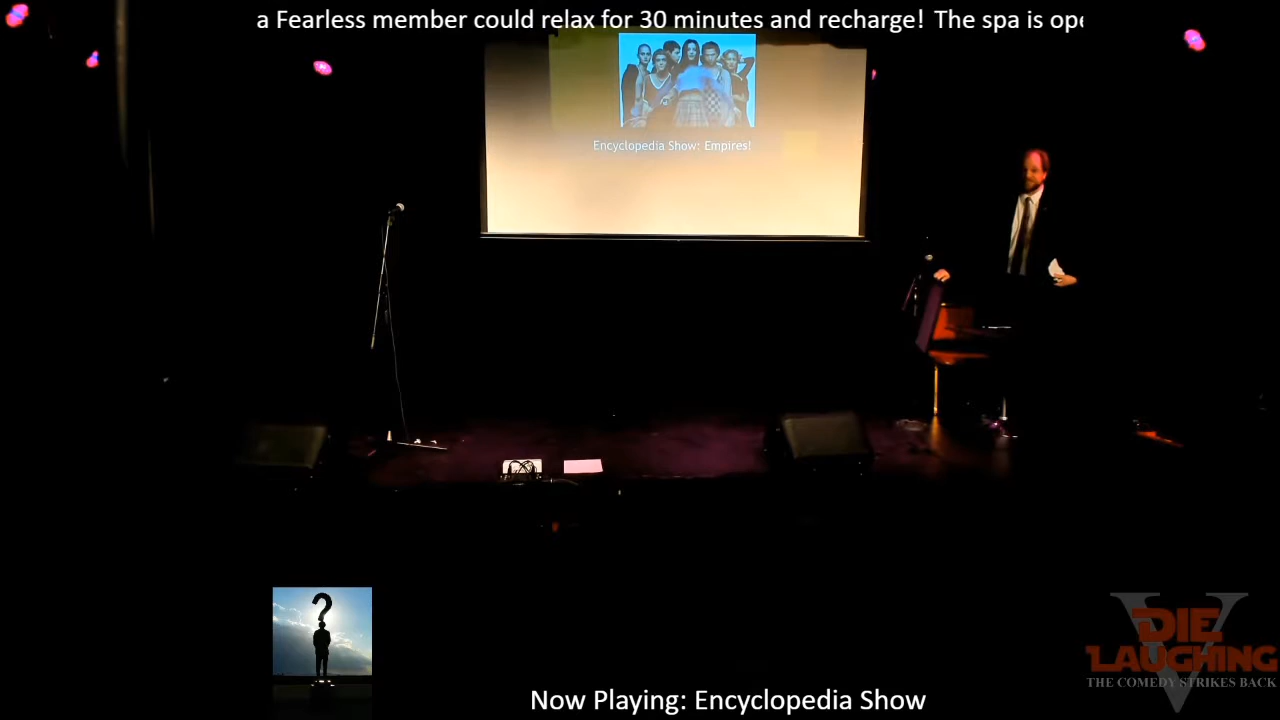 a Fearless member could relax for 30 minutes and recharge! The spa is ope
Encyclopedia Show: Empires!
V
DIE
LAUGHING
THE COMEDY STRIKES BACK
Now Playing: Encyclopedia Show